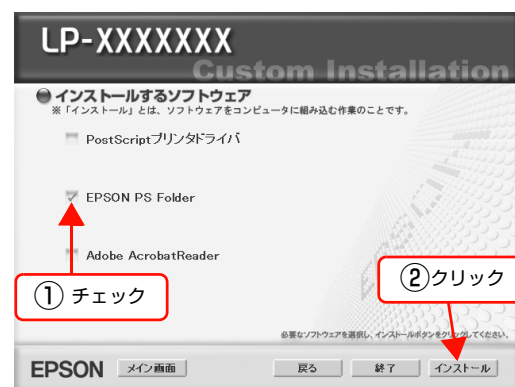 LP-XXXXXXX
Custom Installation
インストールするソフトウェア
※「インストール」とは、ソフトウェアをコンピュータに組み込む作業のことです。
PostScriptプリンタドライバ
EPSON PS Folder
Adobe AcrobatReader
① チェック
②クリック
必要なソフトウェアを選択し、インストールボタンをクリックしてください。
EPSON
メイン画面
戻る
終了
インストール
EPSON